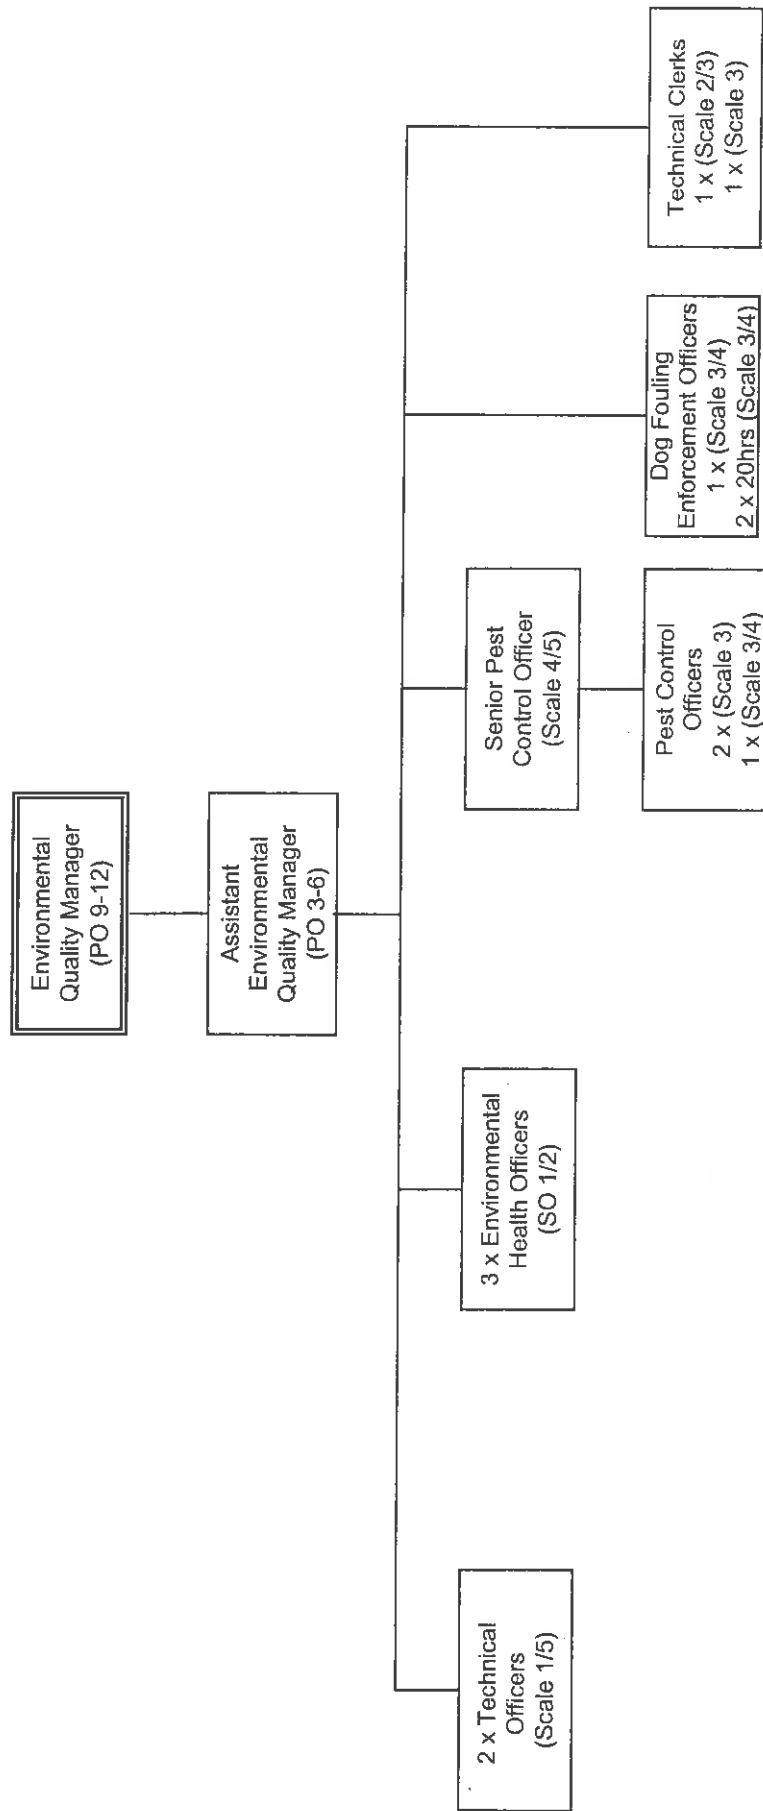 Environmental
Quality Manager
(PO 9-12)
Assistant
Environmental
Quality Manager
(PO 3-6)
2 x Technical
Officers
(Scale 1/5)
3 x Environmental
Health Officers
(SO 1/2)
Senior Pest
Control Officer
(Scale 4/5)
Pest Control
Officers
2 x (Scale 3)
1 x (Scale 3/4)
Dog Fouling
Enforcement Officers
1 x (Scale 3/4)
2 x 20hrs (Scale 3/4)
Technical Clerks
1 x (Scale 2/3)
1 x (Scale 3)